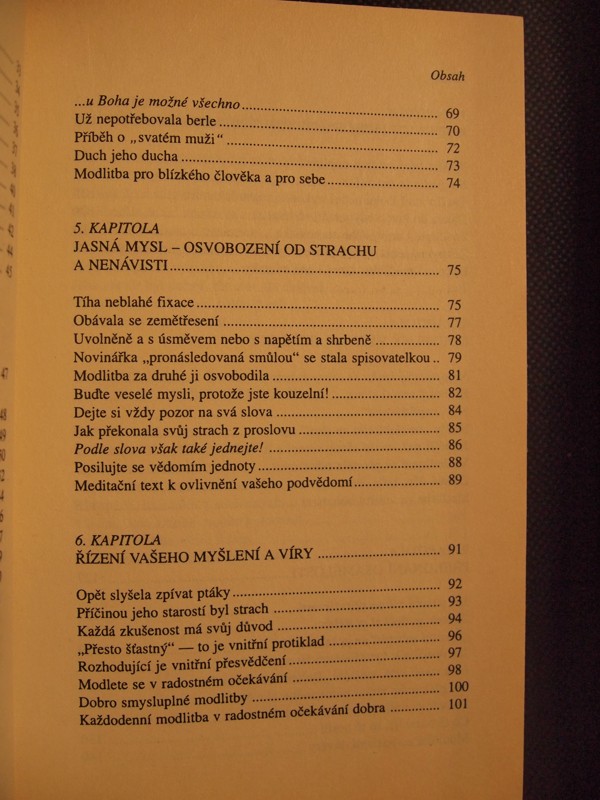 Obsah
...u Boha je možné všechno 69
Už nepotřebovala berle 70
Příběh o „svatém muži“ 72
Duch jeho ducha 73
Modlitba pro blízkého člověka a pro sebe 74
5. KAPITOLA
JASNÁ MYSL – OSVOBOZENÍ OD STRACHU
A NENÁVISTI 75
Tíha neblahé fixace 75
Obávala se zemětřesení 77
Uvolněně a s úsměvem nebo s napětím a shrbeně 78
Novinářka „pronásledovaná smůlou“ se stala spisovatelkou .. 79
Modlitba za druhé ji osvobodila 81
Buďte veselé mysli, protože jste kouzelní! 82
Dejte si vždy pozor na svá slova 84
Jak překonala svůj strach z proslovu 85
Podle slova však také jednejte! 86
Posilujte se vědomím jednoty 88
Meditační text k ovlivnění vašeho podvědomí 89
6. KAPITOLA
ŘÍZENÍ VAŠEHO MYŠLENÍ A VÍRY 91
Opět slyšela zpívat ptáky 92
Příčinou jeho starostí byl strach 93
Každá zkušenost má svůj důvod 94
„Přesto šťastný“ — to je vnitřní protiklad 96
Rozhodující je vnitřní přesvědčení 97
Modlete se v radostném očekávání 98
Dobro smysluplné modlitby 100
Každodenní modlitba v radostném očekávání dobra 101